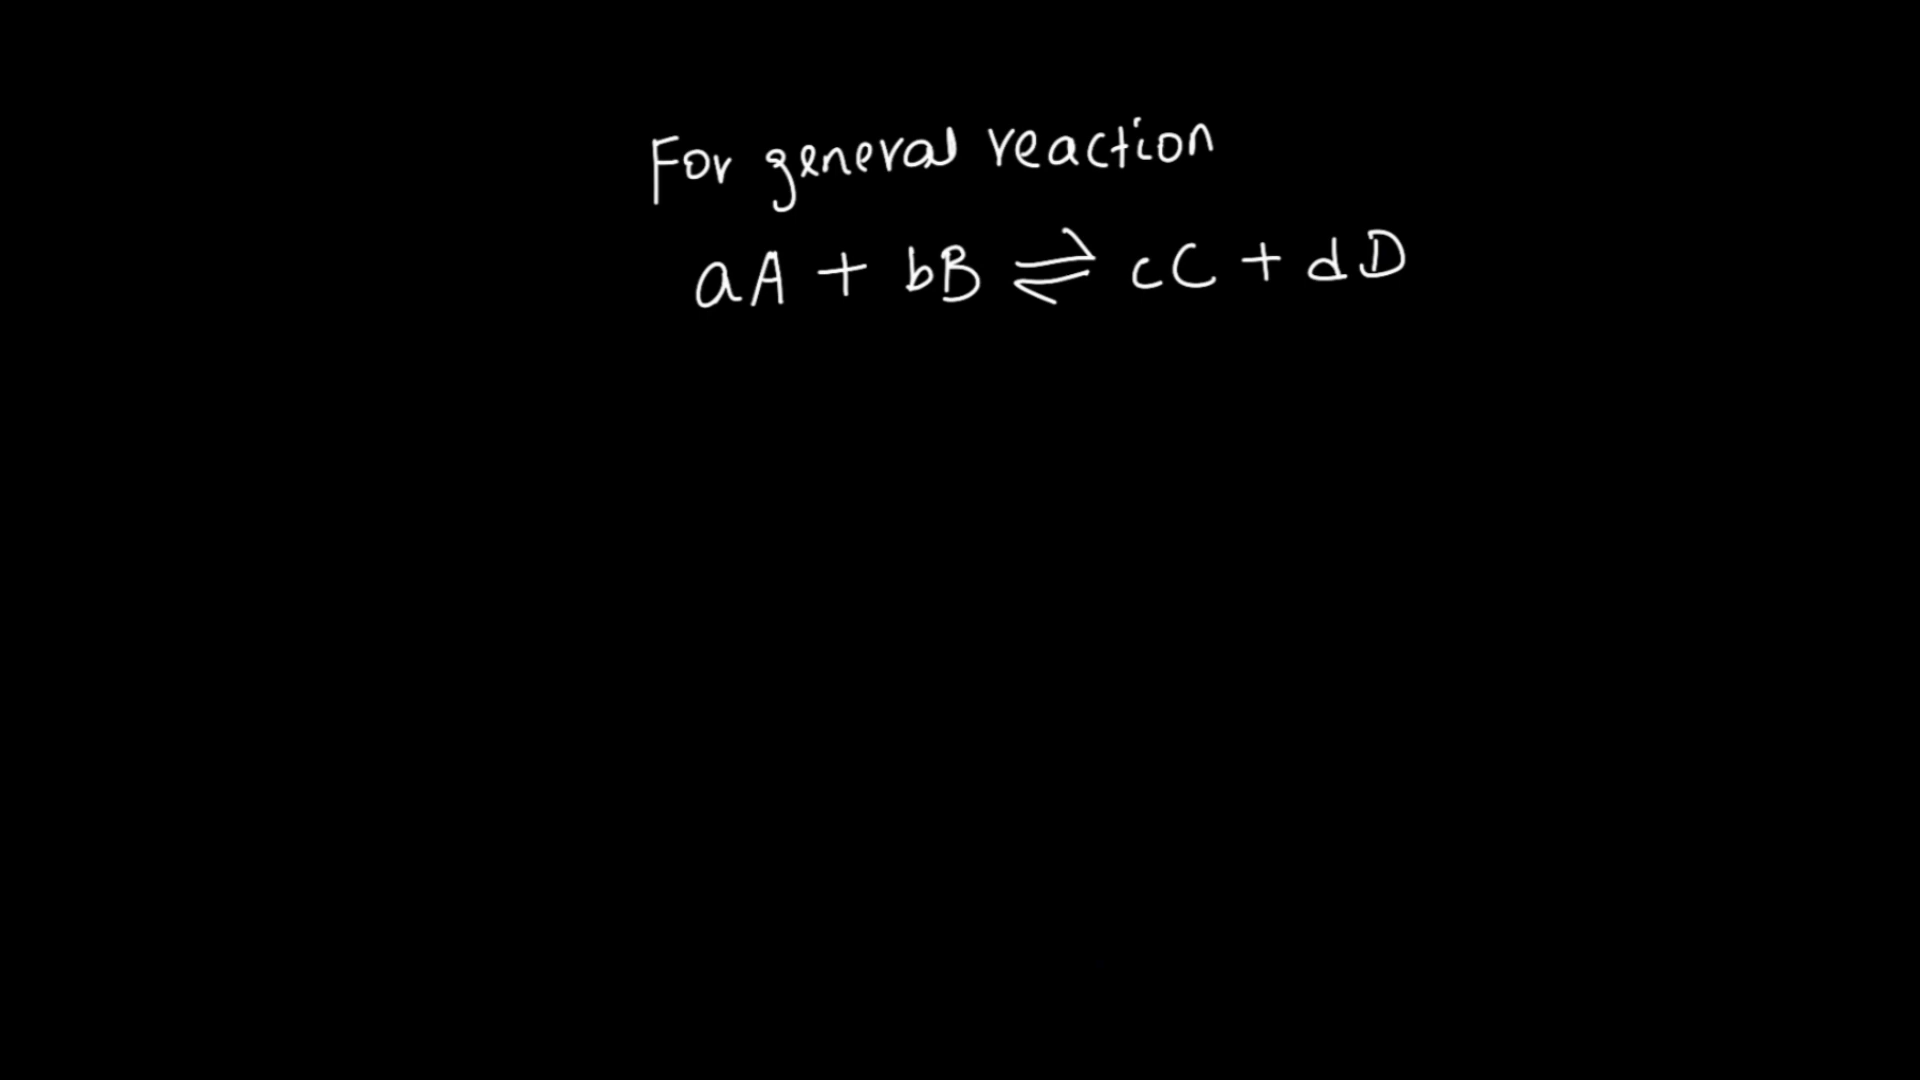 For general reaction
aA + bB ⇌ cC + dD